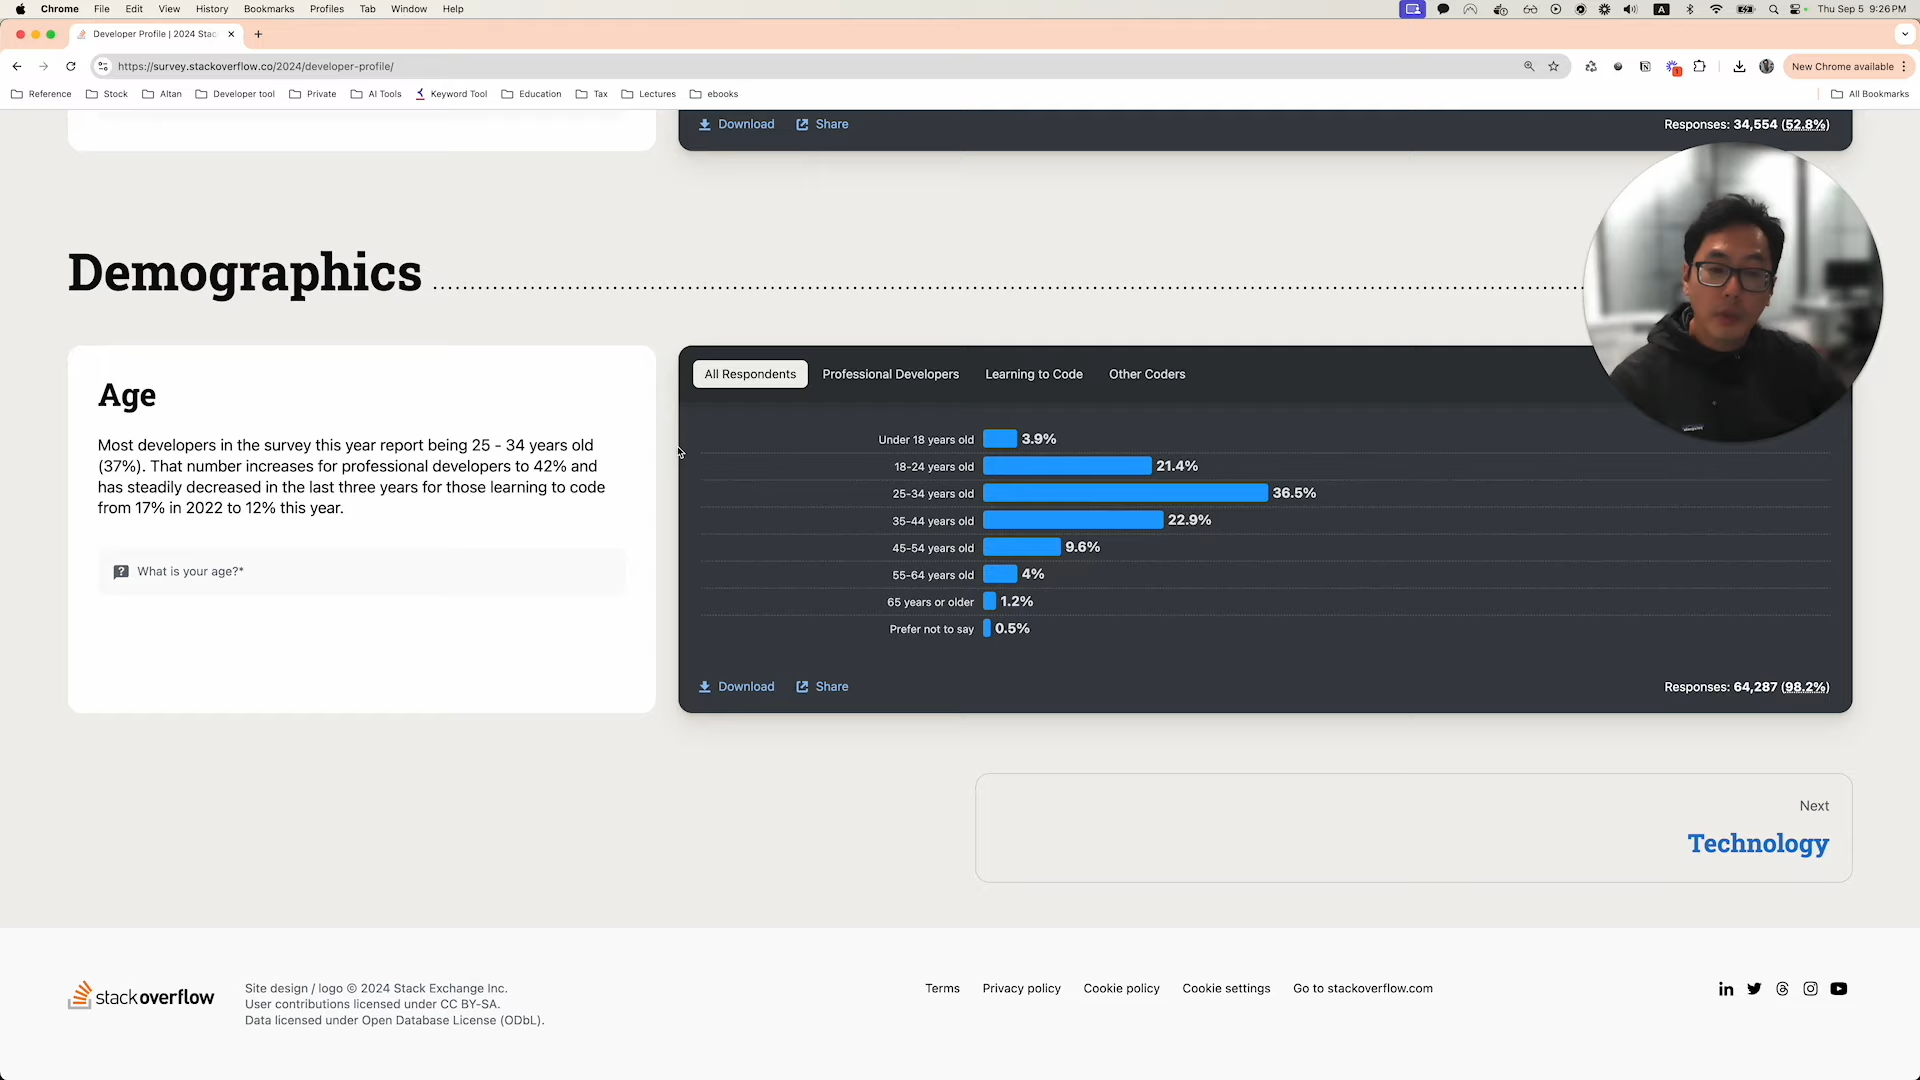 Chrome File Edit View History Bookmarks Profiles Tab Window Help
A Thu Sep 5 9:26 PM
Developer Profile | 2024 Stac
https://survey.stackoverflow.co/2024/developer-profile/
1
New Chrome available
Reference Stock Altan Developer tool Private AI Tools Keyword Tool Education Tax Lectures ebooks All Bookmarks
Download Share Responses: 34,554 (52.8%)
Demographics
Age
Most developers in the survey this year report being 25 - 34 years old
(37%). That number increases for professional developers to 42% and
has steadily decreased in the last three years for those learning to code
from 17% in 2022 to 12% this year.
What is your age?*
All Respondents Professional Developers Learning to Code Other Coders
Under 18 years old 3.9%
18-24 years old 21.4%
25-34 years old 36.5%
35-44 years old 22.9%
45-54 years old 9.6%
55-64 years old 4%
65 years or older 1.2%
Prefer not to say 0.5%
Download Share Responses: 64,287 (98.2%)
Next
Technology
stackoverflow
Site design / logo © 2024 Stack Exchange Inc.
User contributions licensed under CC BY-SA.
Data licensed under Open Database License (ODbL).
Terms Privacy policy Cookie policy Cookie settings Go to stackoverflow.com